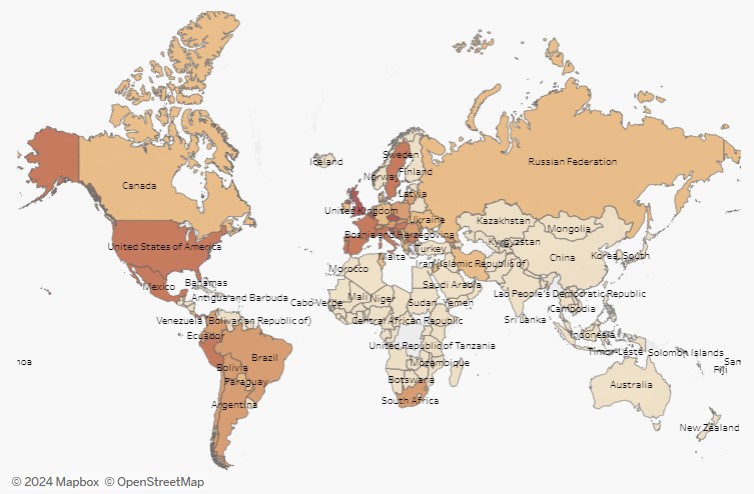 Iceland
Sweden
Russian Federation
Finland
Norway
Canada
Latvia
United Kingdom
Ukraine
Kazakhstan
Mongolia
Bosnia and Herzegovina
Kyrgyzstan
United States of America
Turkey
Malta
China
Korea, South
Iran (Islamic Republic of)
Morocco
Mexico
Bahamas
Saudi Arabia
Antigua and Barbuda
Cabo Verde
Mali
Niger
Sudan
Yemen
Lao People's Democratic Republic
Cambodia
Venezuela (Bolivarian Republic of)
Central African Republic
Sri Lanka
Ecuador
Indonesia
United Republic of Tanzania
Timor-Leste
Solomon Islands
Brazil
Mozambique
Sam
noa
Bolivia
Fiji
Paraguay
Botswana
Australia
Argentina
South Africa
New Zealand
© 2024 Mapbox © OpenStreetMap